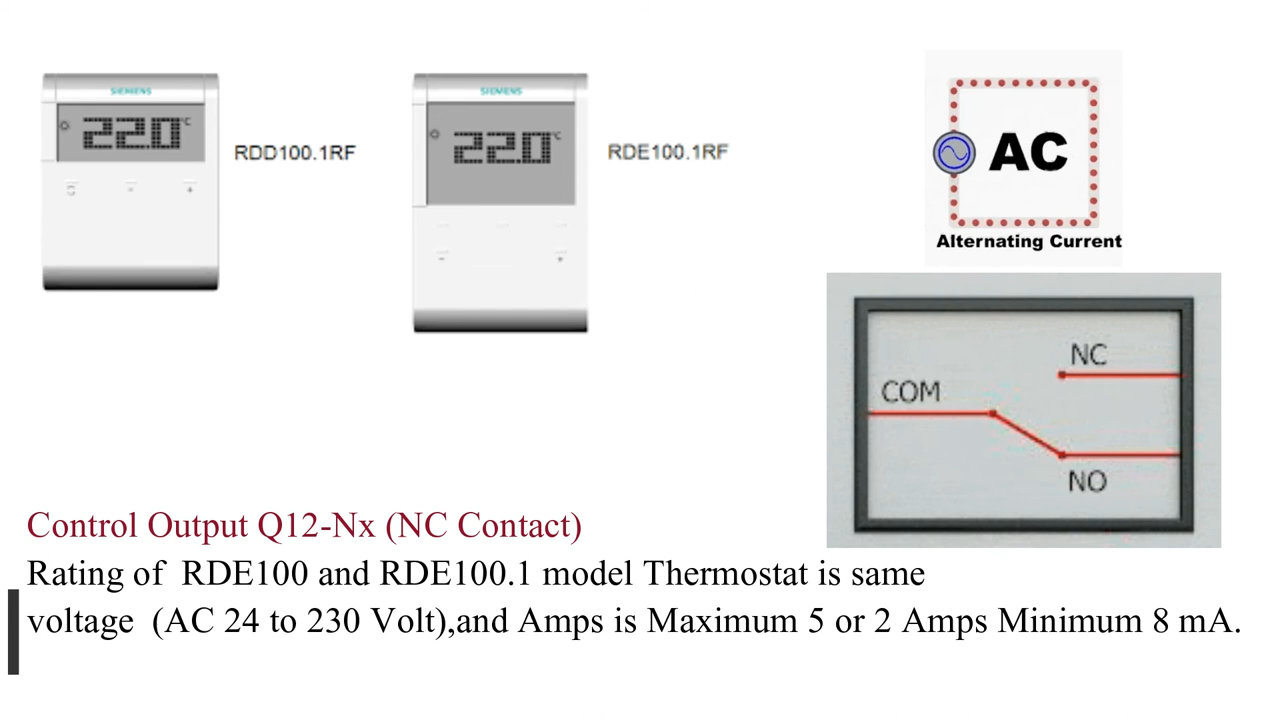 SIEMENS
22.0°C
RDD100.1RF
SIEMENS
22.0°C
RDE100.1RF
AC
Alternating Current
NC
COM
NO
Control Output Q12-Nx (NC Contact)
Rating of RDE100 and RDE100.1 model Thermostat is same
voltage (AC 24 to 230 Volt),and Amps is Maximum 5 or 2 Amps Minimum 8 mA.